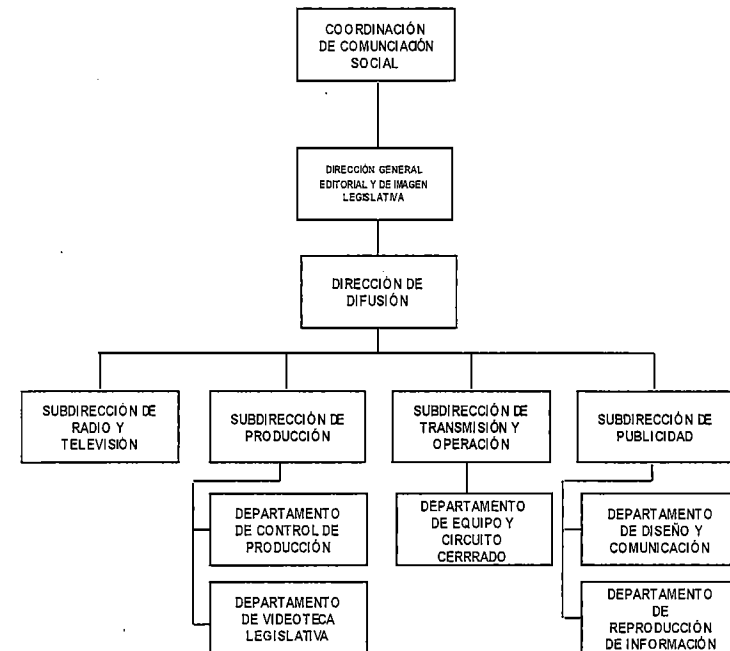 COORDINACIÓN
DE COMUNCIACIÓN
SOCIAL
DIRECCIÓN GENERAL
EDITORIAL Y DE IMAGEN
LEGISLATIVA
DIRECCIÓN DE
DIFUSIÓN
SUBDIRECCIÓN DE
RADIO Y
TELEVISIÓN
SUBDIRECCIÓN DE
PRODUCCIÓN
SUBDIRECCIÓN DE
TRANSMISIÓN Y
OPERACIÓN
SUBDIRECCIÓN DE
PUBLICIDAD
DEPARTAMENTO
DE CONTROL DE
PRODUCCIÓN
DEPARTAMENTO
DE EQUIPO Y
CIRCUITO
CERRRADO
DEPARTAMENTO
DE DISEÑO Y
COMUNICACIÓN
DEPARTAMENTO
DE VIDEOTECA
LEGISLATIVA
DEPARTAMENTO
DE
REPRODUCCIÓN
DE INFORMACIÓN